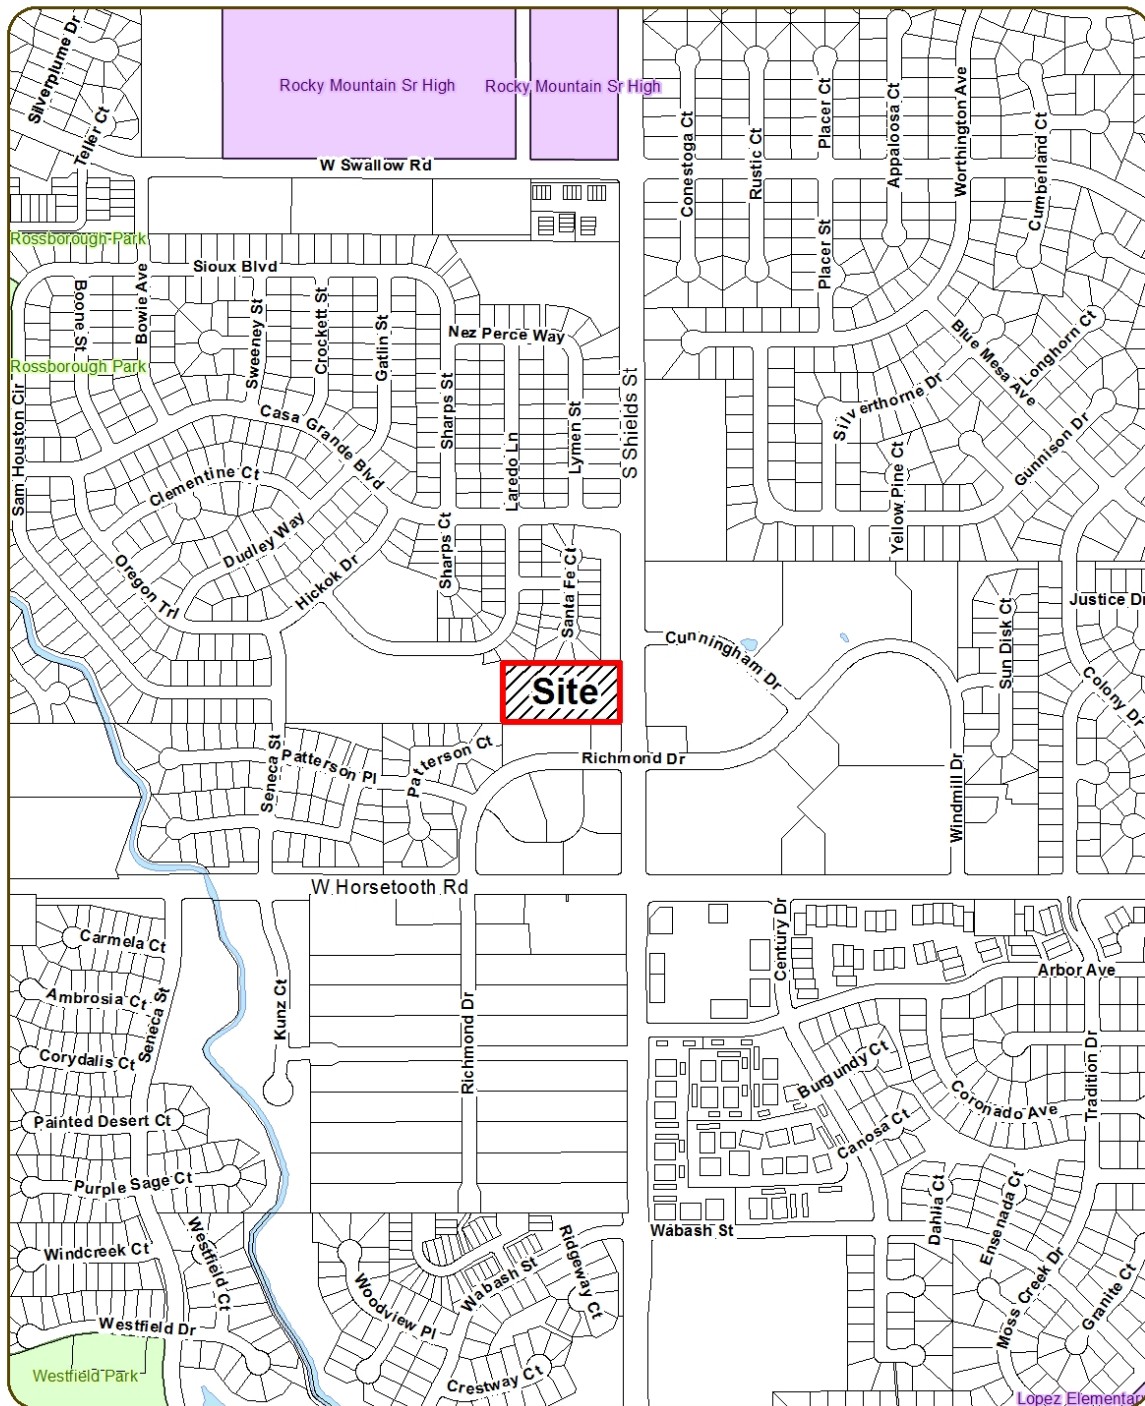 Silverplume Dr
Teller Ct
Rocky Mountain Sr High
Rocky Mountain Sr High
W Swallow Rd
Conestoga Ct
Rustic Ct
Placer Ct
Appaloosa Ct
Worthington Ave
Cumberland Ct
Placer St
Rossborough Park
Sioux Blvd
Boone St
Bowie Ave
Sweeney St
Crockett St
Gatlin St
Nez Perce Way
Rossborough Park
Sharps St
Laredo Ln
Lymen St
S Shields St
Blue Mesa Ave
Longhorn Ct
Silverthorne Dr
Gunnison Dr
Yellow Pine Ct
Sam Houston Cir
Casa Grande Blvd
Clementine Ct
Dudley Way
Hickok Dr
Oregon Trl
Sharps Ct
Santa Fe Ct
Cunningham Dr
Sun Disk Ct
Justice Dr
Colony Dr
Site
Seneca St
Patterson Pl
Patterson Ct
Richmond Dr
Windmill Dr
W Horsetooth Rd
Carmela Ct
Ambrosia Ct
Seneca St
Corydalis Ct
Painted Desert Ct
Purple Sage Ct
Windcreek Ct
Westfield Ct
Westfield Dr
Westfield Park
Kunz Ct
Richmond Dr
Century Dr
Arbor Ave
Burgundy Ct
Canosa Ct
Coronado Ave
Tradition Dr
Wabash St
Dahlia Ct
Ensenada Ct
Moss Creek Dr
Granite Ct
Woodview Pl
Wabash St
Ridgeway Ct
Crestway Ct
Lopez Elementar